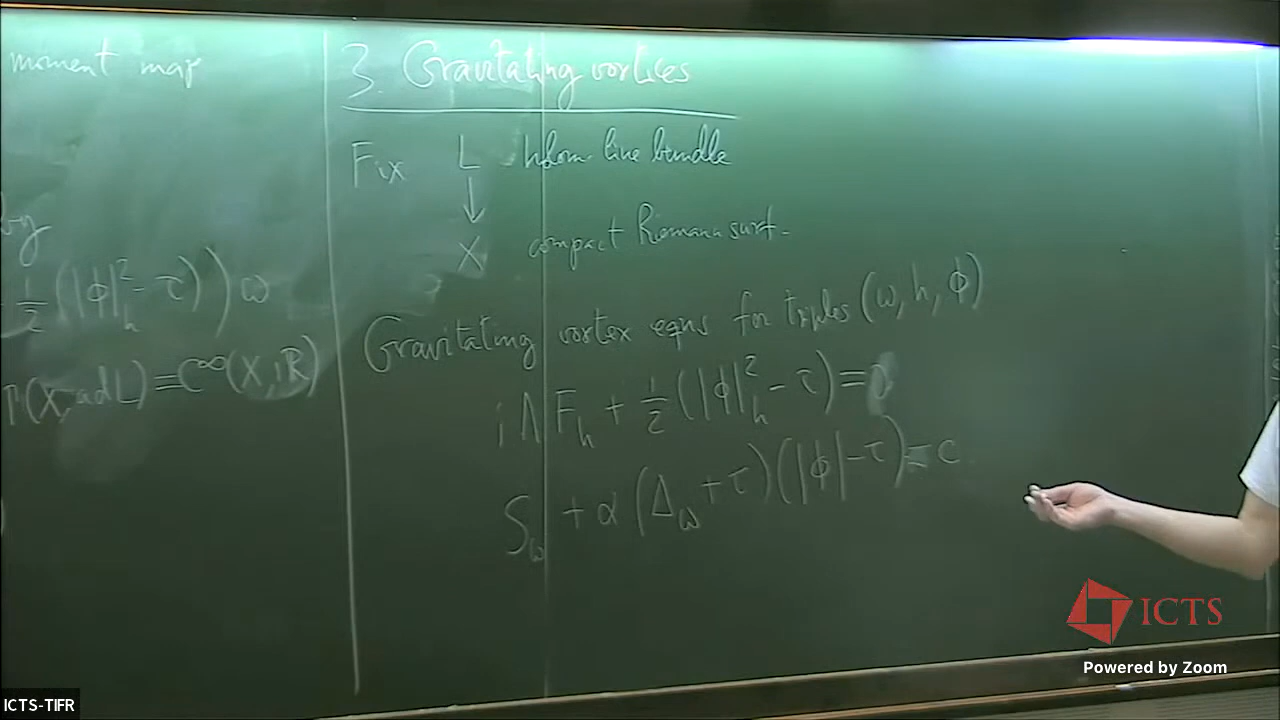 moment map
by
1/2 (|φ|²_h - τ)) ω
(X, ad L) = C^∞(X, iR)
3. Gravitating vortices
Fix L holom. line bundle
↓
X compact Riemann surf.
Gravitating vortex eqns for triples (ω, h, φ)
iΛF_h + 1/2 (|φ|²_h - τ) = 0
S_ω + α(Δ_ω + τ)(|φ| - τ) = c
ICTS
Powered by Zoom
ICTS-TIFR